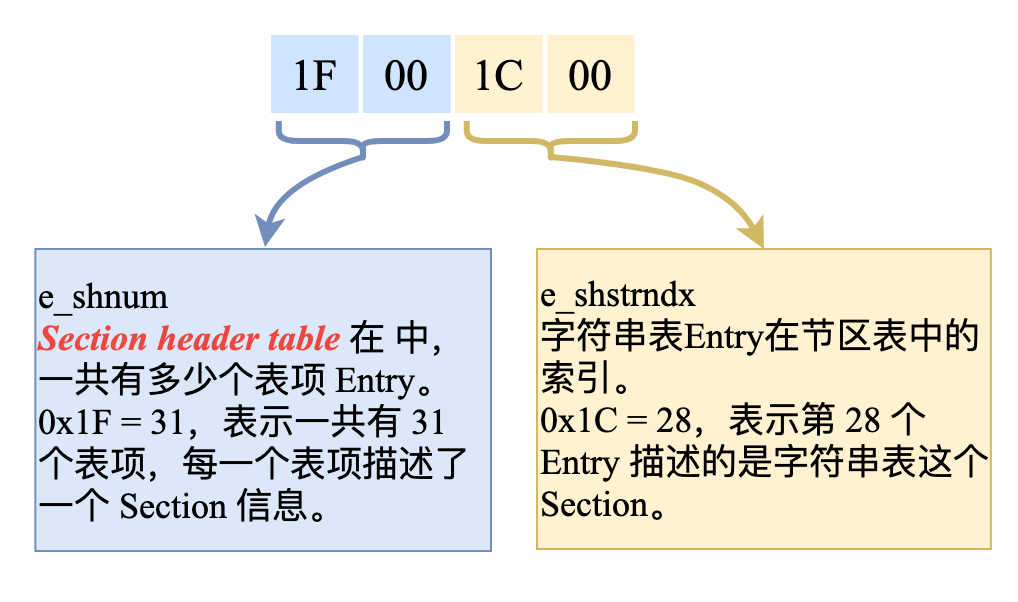 1F 00 1C 00
e_shnum
Section header table 在 中，
一共有多少个表项 Entry。
0x1F = 31，表示一共有 31
个表项，每一个表项描述了
一个 Section 信息。
e_shstrndx
字符串表Entry在节区表中的
索引。
0x1C = 28，表示第 28 个
Entry 描述的是字符串表这个
Section。